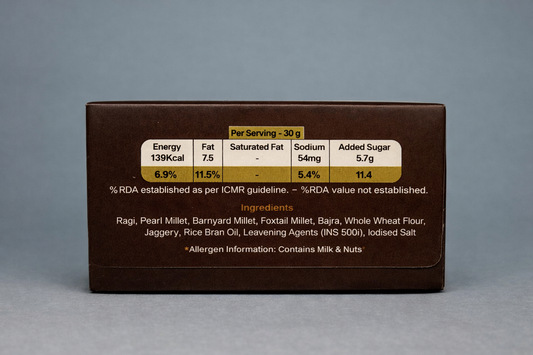 Per Serving - 30 g
Energy Fat Saturated Fat Sodium Added Sugar
139Kcal 7.5 - 54mg 5.7g
6.9% 11.5% - 5.4% 11.4
%RDA established as per ICMR guideline. – %RDA value not established.
Ingredients
Ragi, Pearl Millet, Barnyard Millet, Foxtail Millet, Bajra, Whole Wheat Flour,
Jaggery, Rice Bran Oil, Leavening Agents (INS 500i), Iodised Salt
*Allergen Information: Contains Milk & Nuts